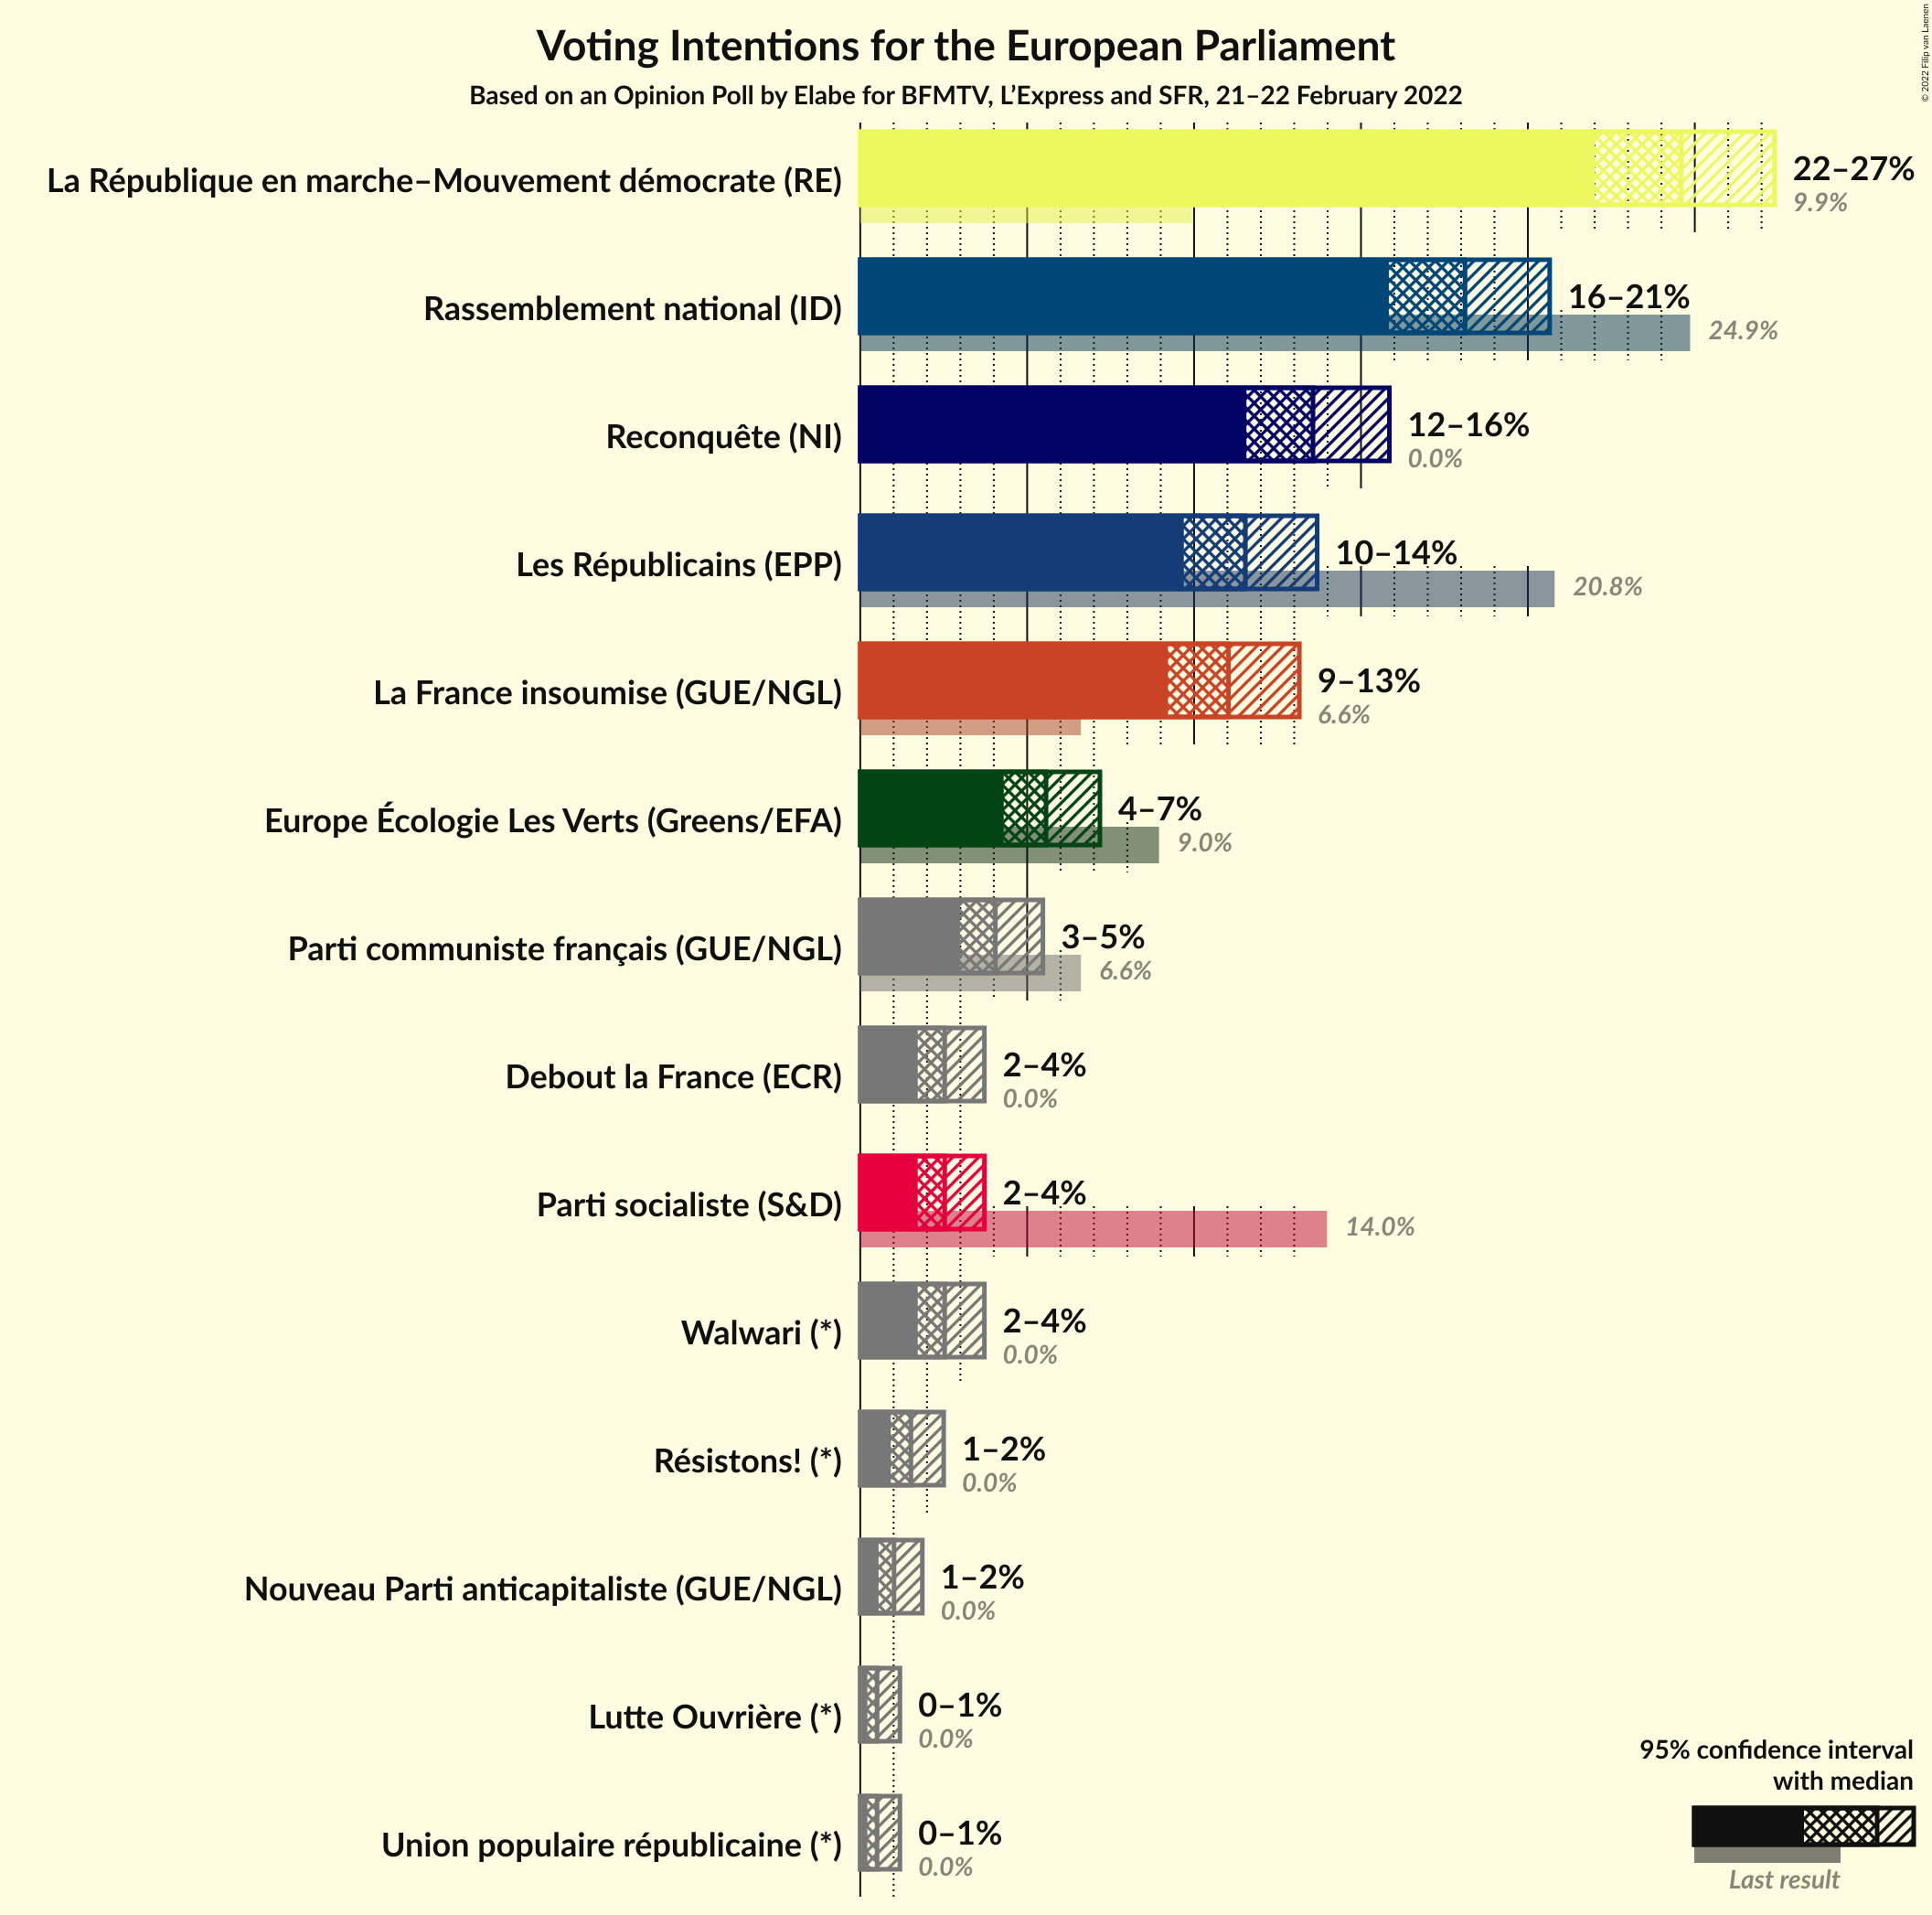 Voting Intentions for the European Parliament
Based on an Opinion Poll by Elabe for BFMTV, L’Express and SFR, 21–22 February 2022
© 2022 Filip van Laenen
La République en marche–Mouvement démocrate (RE)
22–27%
9.9%
Rassemblement national (ID)
16–21%
24.9%
Reconquête (NI)
12–16%
0.0%
Les Républicains (EPP)
10–14%
20.8%
La France insoumise (GUE/NGL)
9–13%
6.6%
Europe Écologie Les Verts (Greens/EFA)
4–7%
9.0%
Parti communiste français (GUE/NGL)
3–5%
6.6%
Debout la France (ECR)
2–4%
0.0%
Parti socialiste (S&D)
2–4%
14.0%
Walwari (*)
2–4%
0.0%
Résistons! (*)
1–2%
0.0%
Nouveau Parti anticapitaliste (GUE/NGL)
1–2%
0.0%
Lutte Ouvrière (*)
0–1%
0.0%
Union populaire républicaine (*)
0–1%
0.0%
95% confidence interval
with median
Last result